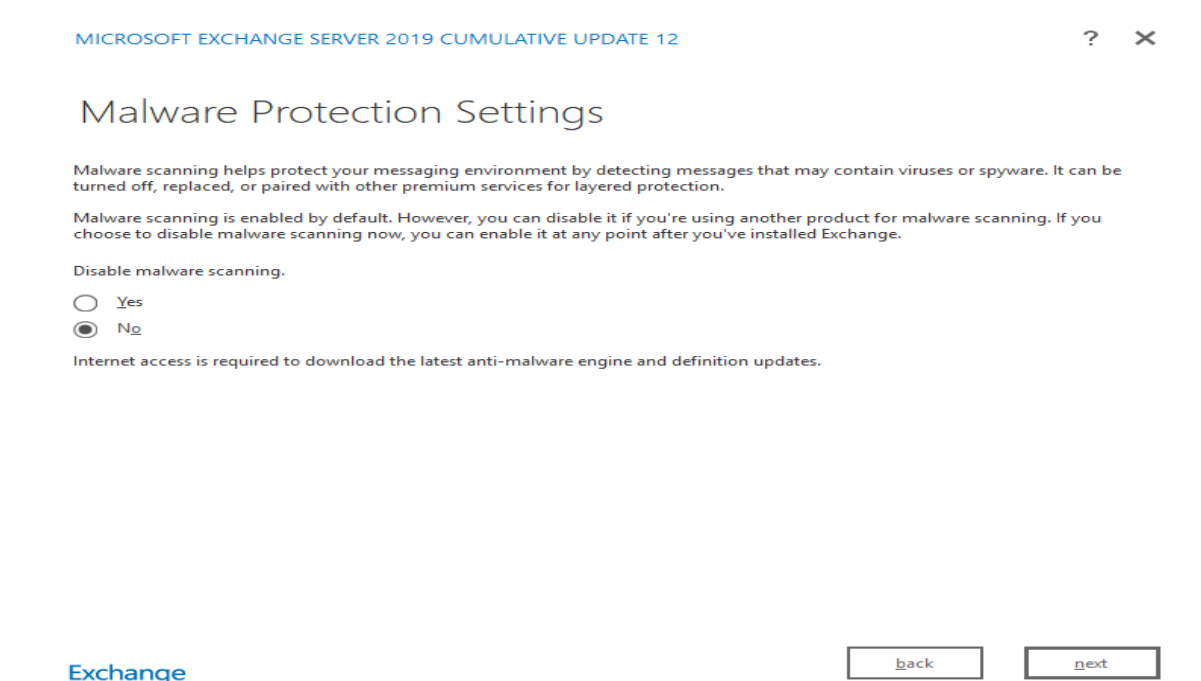 MICROSOFT EXCHANGE SERVER 2019 CUMULATIVE UPDATE 12
?
Malware Protection Settings
Malware scanning helps protect your messaging environment by detecting messages that may contain viruses or spyware. It can be
turned off, replaced, or paired with other premium services for layered protection.
Malware scanning is enabled by default. However, you can disable it if you're using another product for malware scanning. If you
choose to disable malware scanning now, you can enable it at any point after you've installed Exchange.
Disable malware scanning.
Yes
No
Internet access is required to download the latest anti-malware engine and definition updates.
Exchange
back
next